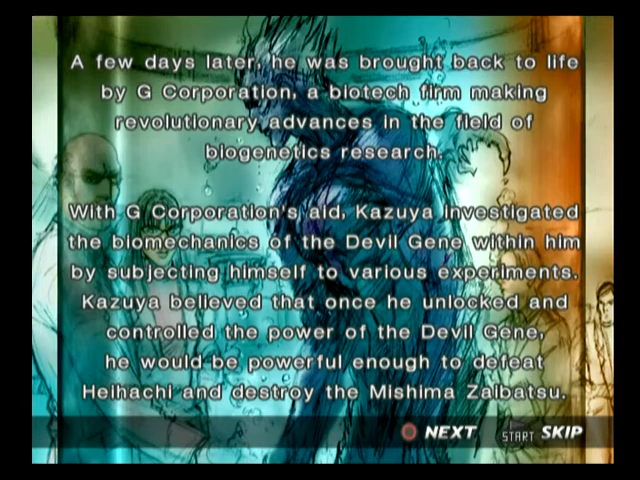 A few days later, he was brought back to life
by G Corporation, a biotech firm making
revolutionary advances in the field of
biogenetics research.
With G Corporation's aid, Kazuya investigated
the biomechanics of the Devil Gene within him
by subjecting himself to various experiments.
Kazuya believed that once he unlocked and
controlled the power of the Devil Gene,
he would be powerful enough to defeat
Heihachi and destroy the Mishima Zaibatsu.
NEXT START SKIP